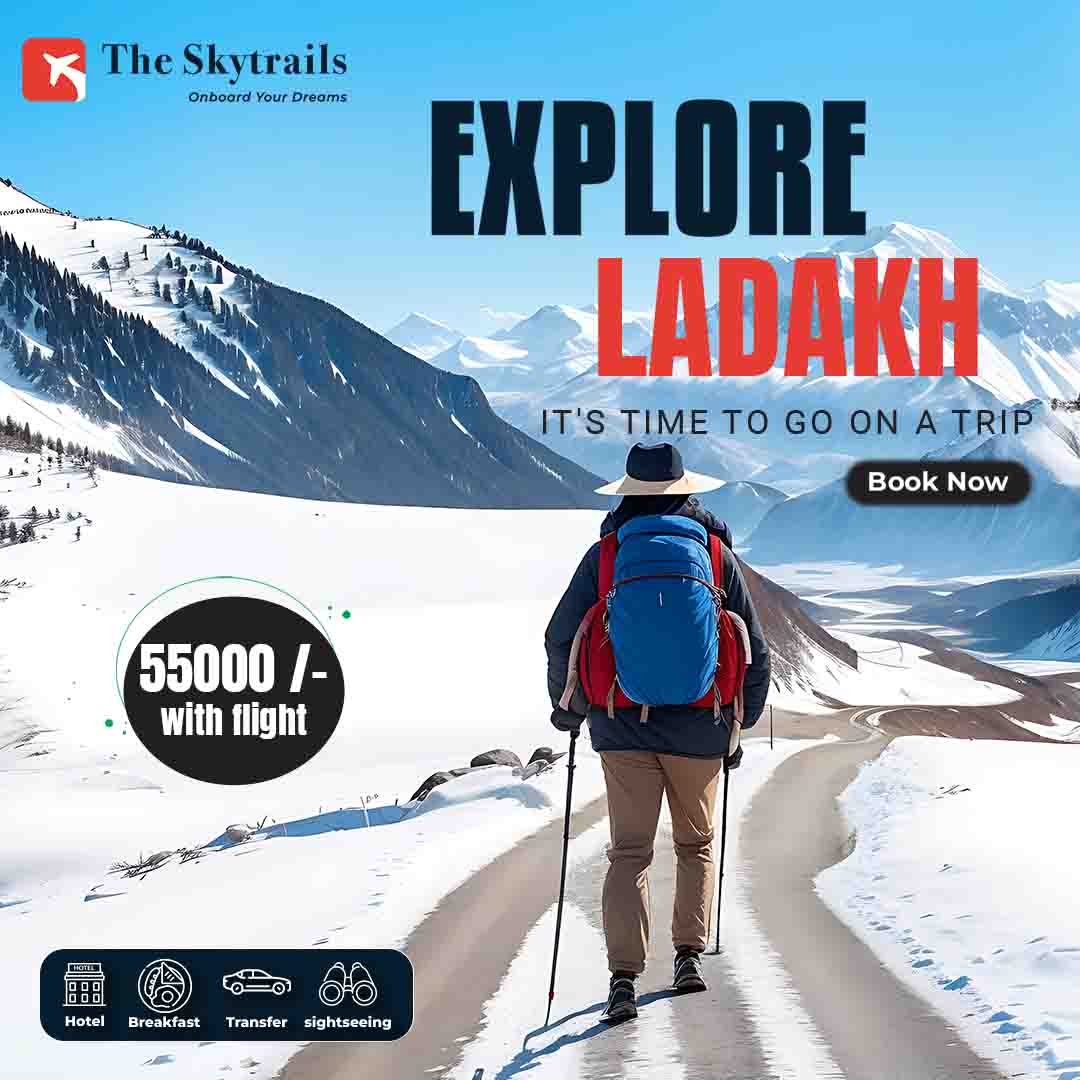 The Skytrails
Onboard Your Dreams
EXPLORE
LADAKH
IT'S TIME TO GO ON A TRIP
Book Now
55000 /-
with flight
HOTEL
Hotel
Breakfast
Transfer
sightseeing